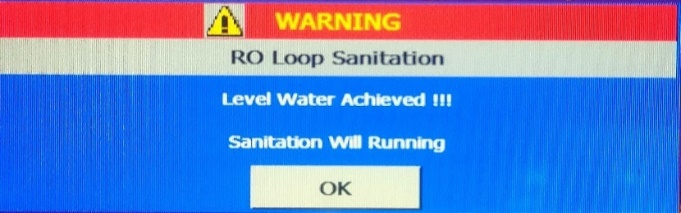 WARNING
RO Loop Sanitation
Level Water Achieved !!!
Sanitation Will Running
OK